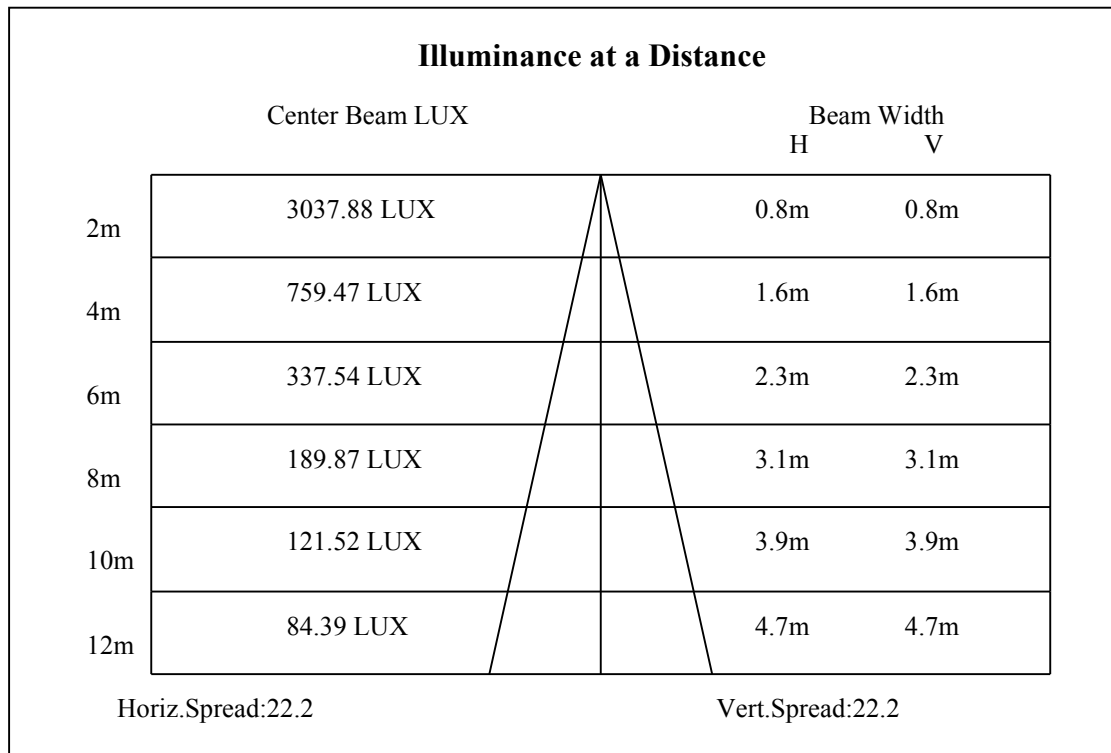 Illuminance at a Distance
Center Beam LUX Beam Width
H V
2m 3037.88 LUX 0.8m 0.8m
4m 759.47 LUX 1.6m 1.6m
6m 337.54 LUX 2.3m 2.3m
8m 189.87 LUX 3.1m 3.1m
10m 121.52 LUX 3.9m 3.9m
12m 84.39 LUX 4.7m 4.7m
Horiz.Spread:22.2 Vert.Spread:22.2